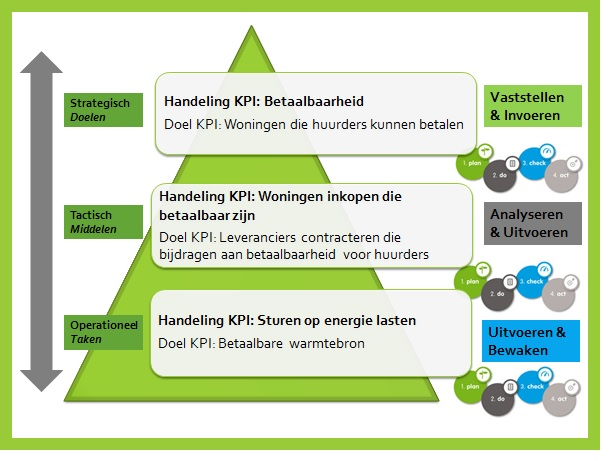 Strategisch
Doelen
Handeling KPI: Betaalbaarheid
Doel KPI: Woningen die huurders kunnen betalen
Vaststellen
& Invoeren
1. plan
2. do
3. check
4. act
Tactisch
Middelen
Handeling KPI: Woningen inkopen die
betaalbaar zijn
Doel KPI: Leveranciers contracteren die
bijdragen aan betaalbaarheid voor huurders
Analyseren
& Uitvoeren
1. plan
2. do
3. check
4. act
Operationeel
Taken
Handeling KPI: Sturen op energie lasten
Doel KPI: Betaalbare warmtebron
Uitvoeren &
Bewaken
1. plan
2. do
3. check
4. act